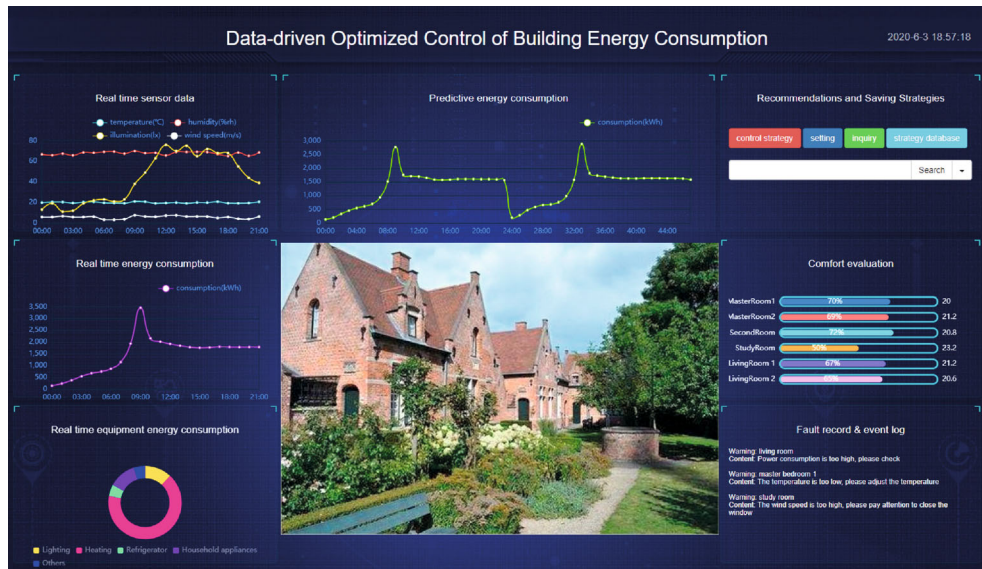 Data-driven Optimized Control of Building Energy Consumption
2020-6-3 18:57:18
Real time sensor data
temperature(℃) humidity(%rh)
illumination(lx) wind speed(m/s)
80
60
40
20
0
00:00 03:00 06:00 09:00 12:00 15:00 18:00 21:00
Predictive energy consumption
consumption(kWh)
3,000
2,500
2,000
1,500
1,000
500
0
00:00 04:00 08:00 12:00 16:00 20:00 24:00 28:00 32:00 36:00 40:00 44:00
Recommendations and Saving Strategies
control strategy setting inquiry strategy database
Search
Real time energy consumption
consumption(kWh)
3,500
3,000
2,500
2,000
1,500
1,000
500
0
00:00 03:00 06:00 09:00 12:00 15:00 18:00 21:00
Comfort evaluation
MasterRoom1 70% 20
MasterRoom2 69% 21.2
SecondRoom 72% 20.8
StudyRoom 50% 23.2
LivingRoom 1 67% 21.2
LivingRoom 2 65% 20.6
Real time equipment energy consumption
Lighting Heating Refrigerator Household appliances
Others
Fault record & event log
Warning: living room
Content: Power consumption is too high, please check
Warning: master bedroom 1
Content: The temperature is too low, please adjust the temperature
Warning: study room
Content: The wind speed is too high, please pay attention to close the
window